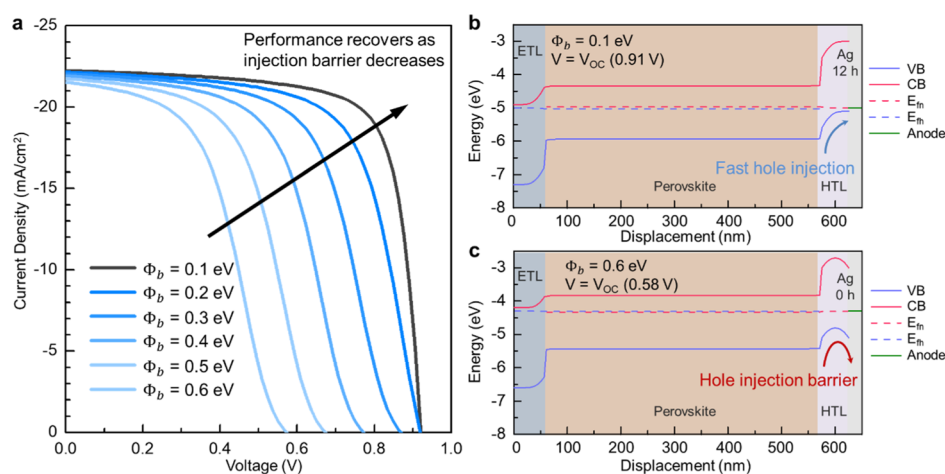 a
-25
-20
-15
-10
-5
0
Current Density (mA/cm²)
Performance recovers as
injection barrier decreases
Φb = 0.1 eV
Φb = 0.2 eV
Φb = 0.3 eV
Φb = 0.4 eV
Φb = 0.5 eV
Φb = 0.6 eV
0.0 0.2 0.4 0.6 0.8 1.0
Voltage (V)
b
ETL
Φb = 0.1 eV
V = VOC (0.91 V)
Ag
12 h
-3
-4
-5
-6
-7
-8
Energy (eV)
Fast hole injection
Perovskite
HTL
0 100 200 300 400 500 600
Displacement (nm)
VB
CB
Efn
Efh
Anode
c
ETL
Φb = 0.6 eV
V = VOC (0.58 V)
Ag
0 h
-3
-4
-5
-6
-7
-8
Energy (eV)
Hole injection barrier
Perovskite
HTL
0 100 200 300 400 500 600
Displacement (nm)
VB
CB
Efn
Efh
Anode